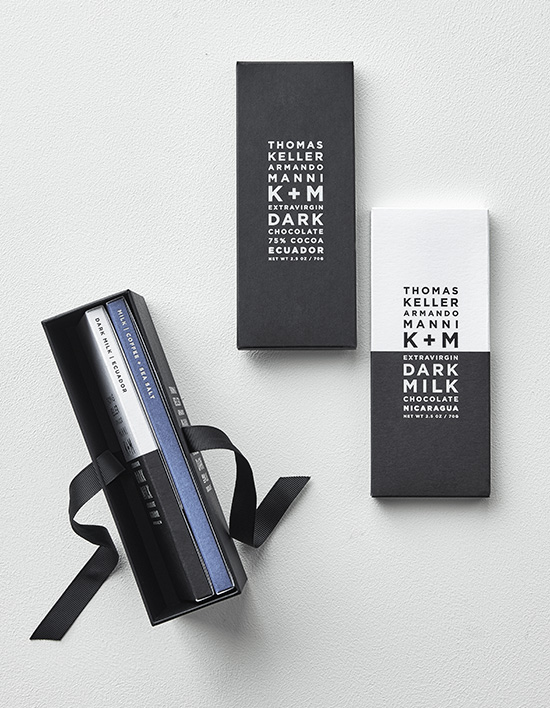 THOMAS
KELLER
ARMANDO
MANNI
K+M
EXTRAVIRGIN
DARK
CHOCOLATE
75% COCOA
ECUADOR
NET WT 2.5 OZ / 70G
THOMAS
KELLER
ARMANDO
MANNI
K+M
EXTRAVIRGIN
DARK
MILK
CHOCOLATE
NICARAGUA
NET WT 2.5 OZ / 70G
DARK MILK | ECUADOR
MILK | COFFEE + SEA SALT